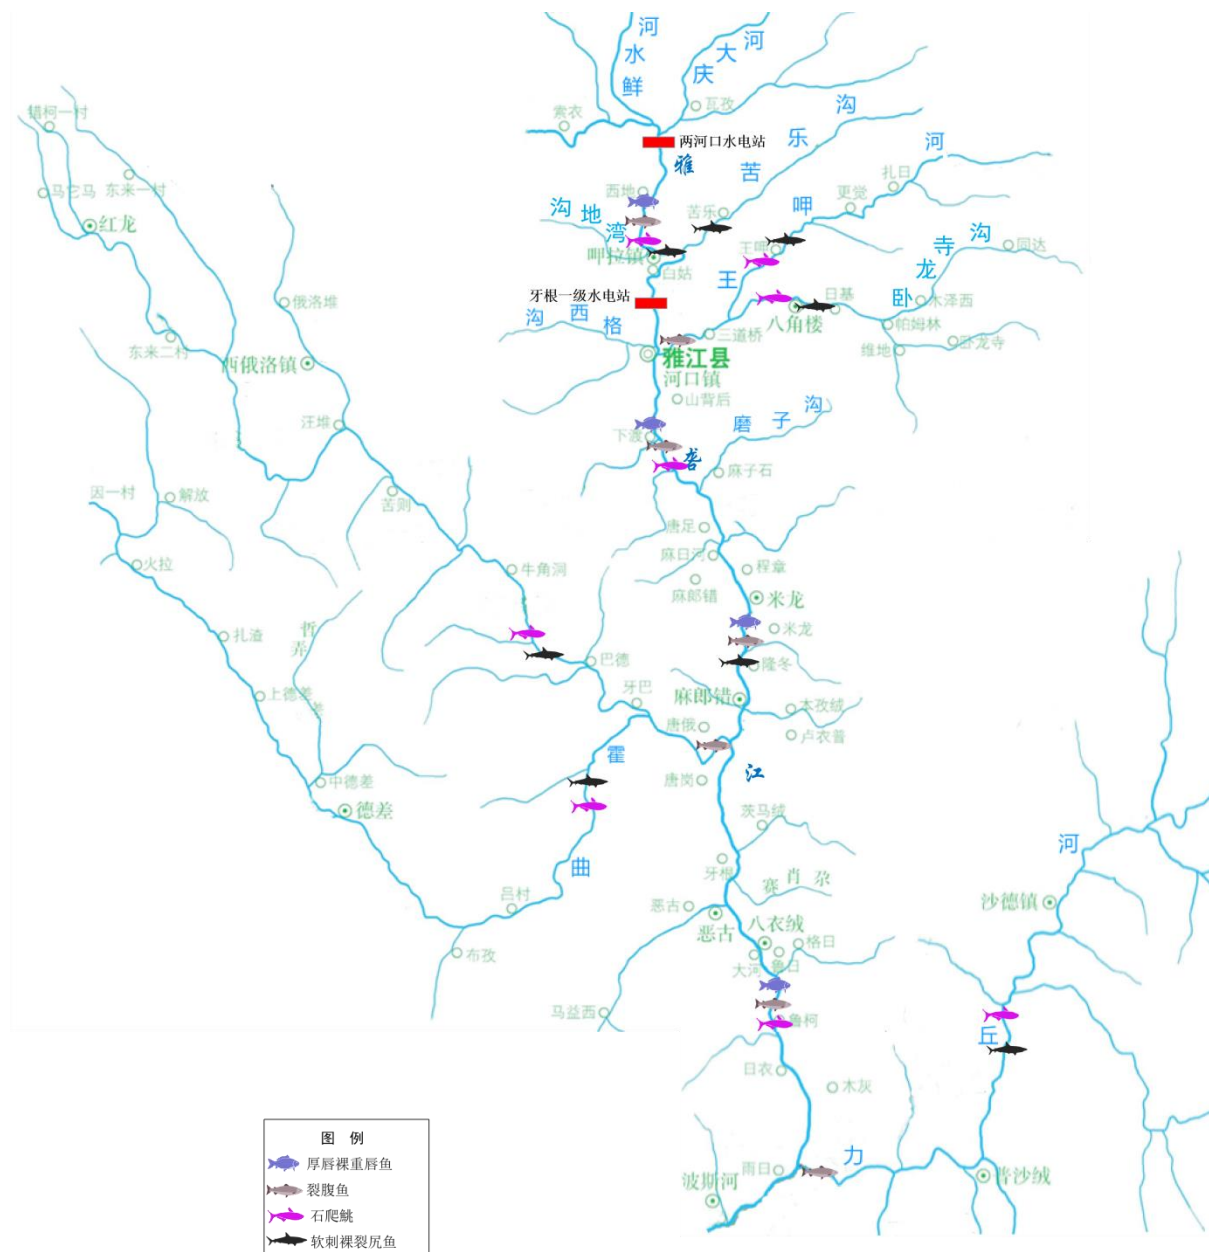 河
水
鲜
河
大
庆
瓦孜
索农
两河口水电站
雅
沟
乐
苦
河
呷
王
错柯一村
马它马
东来一村
红龙
西地
沟地湾
苦乐
更觉
扎日
王呷
呷拉镇
白姑
寺沟
龙
卧
同达
木泽西
日基
八角楼
帕姆林
维地
卧龙寺
牙根一级水电站
沟西格
三道桥
雅江县
河口镇
山背后
俄洛堆
东来二村
西俄洛镇
汪堆
下渡
砻
磨子沟
麻子石
因一村
解放
苦则
唐足
麻日河
程章
麻郎错
米龙
火拉
牛角洞
米龙
隆冬
扎渣
哲
弄
巴德
上德差
差
牙巴
麻郎错
本孜绒
唐俄
卢农普
霍
江
中德差
唐岗
德差
茨马绒
曲
河
牙根
赛肖尕
吕村
恶古
恶古
八衣绒
格日
沙德镇
布孜
大河
鲁日
马益西
鲁柯
丘
日衣
木灰
力
雨日
波斯河
普沙绒
图 例
厚唇裸重唇鱼
裂腹鱼
石爬鮡
软刺裸裂尻鱼